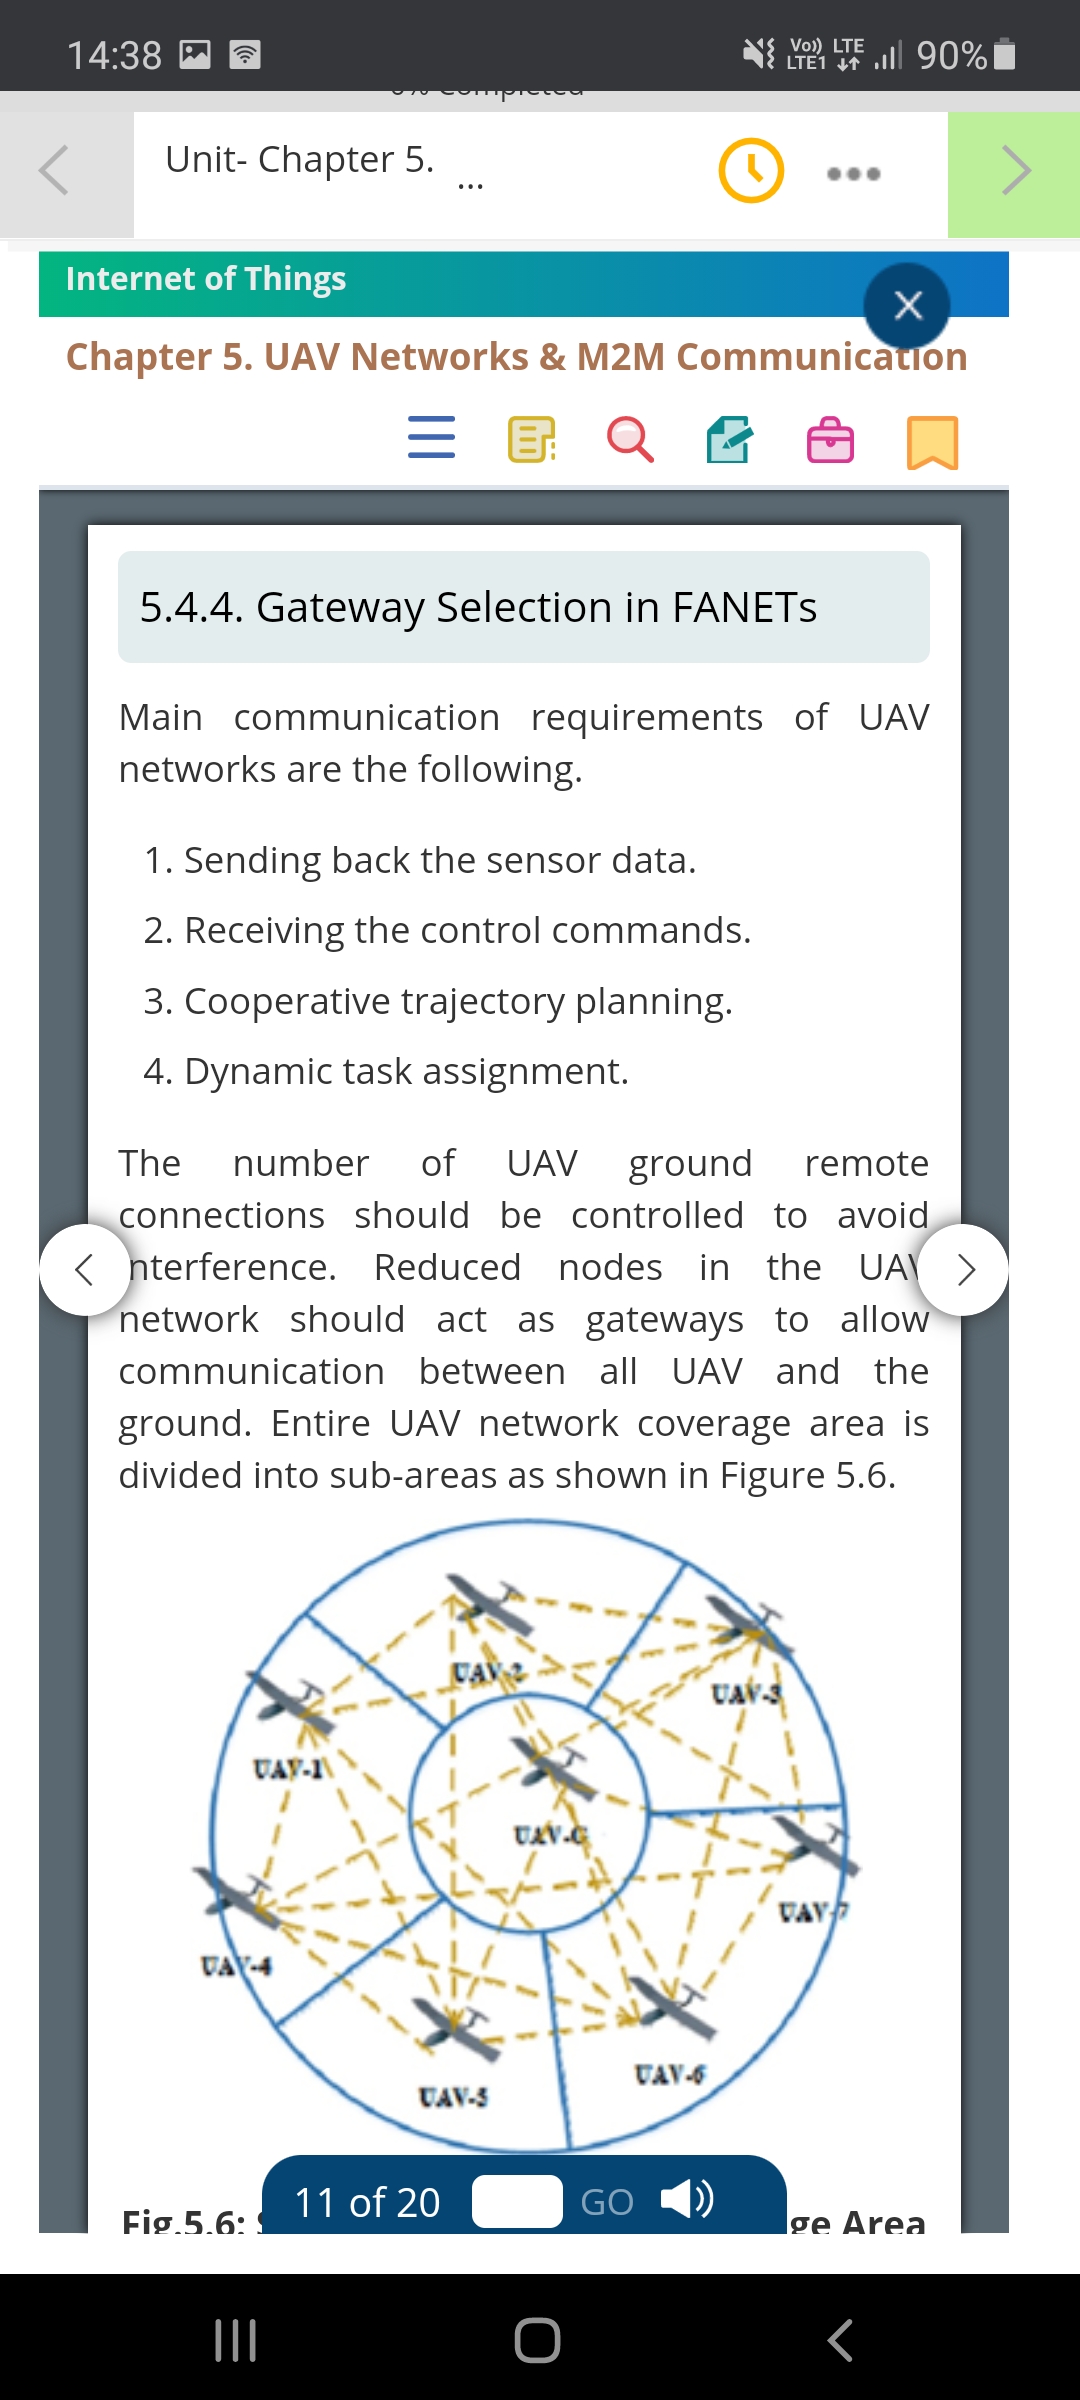 14:38
Vo)) LTE
LTE1
90%
Completed
Unit- Chapter 5.
...
Internet of Things
Chapter 5. UAV Networks & M2M Communication
5.4.4. Gateway Selection in FANETs
Main communication requirements of UAV
networks are the following.
1. Sending back the sensor data.
2. Receiving the control commands.
3. Cooperative trajectory planning.
4. Dynamic task assignment.
The number of UAV ground remote
connections should be controlled to avoid
nterference. Reduced nodes in the UAV
network should act as gateways to allow
communication between all UAV and the
ground. Entire UAV network coverage area is
divided into sub-areas as shown in Figure 5.6.
UAV-2
UAV-3
UAV-1
UAV-C
UAV-7
UAV-4
UAV-6
UAV-5
11 of 20 GO
Fig.5.6: ge Area